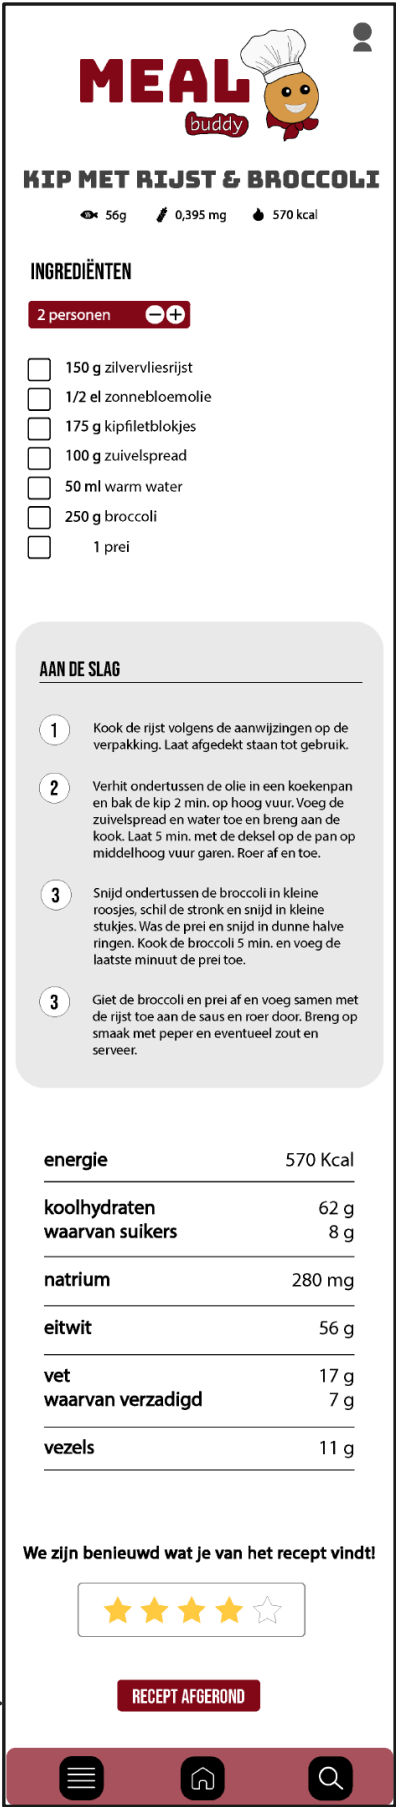 MEAL
buddy
KIP MET RIJST & BROCCOLI
56g 0,395 mg 570 kcal
INGREDIËNTEN
2 personen
150 g zilvervliesrijst
1/2 el zonnebloemolie
175 g kipfiletblokjes
100 g zuivelspread
50 ml warm water
250 g broccoli
1 prei
AAN DE SLAG
1 Kook de rijst volgens de aanwijzingen op de
verpakking. Laat afgedekt staan tot gebruik.
2 Verhit ondertussen de olie in een koekenpan
en bak de kip 2 min. op hoog vuur. Voeg de
zuivelspread en water toe en breng aan de
kook. Laat 5 min. met de deksel op de pan op
middelhoog vuur garen. Roer af en toe.
3 Snijd ondertussen de broccoli in kleine
roosjes, schil de stronk en snijd in kleine
stukjes. Was de prei en snijd in dunne halve
ringen. Kook de broccoli 5 min. en voeg de
laatste minuut de prei toe.
3 Giet de broccoli en prei af en voeg samen met
de rijst toe aan de saus en roer door. Breng op
smaak met peper en eventueel zout en
serveer.
energie 570 Kcal
koolhydraten 62 g
waarvan suikers 8 g
natrium 280 mg
eitwit 56 g
vet 17 g
waarvan verzadigd 7 g
vezels 11 g
We zijn benieuwd wat je van het recept vindt!
RECEPT AFGEROND